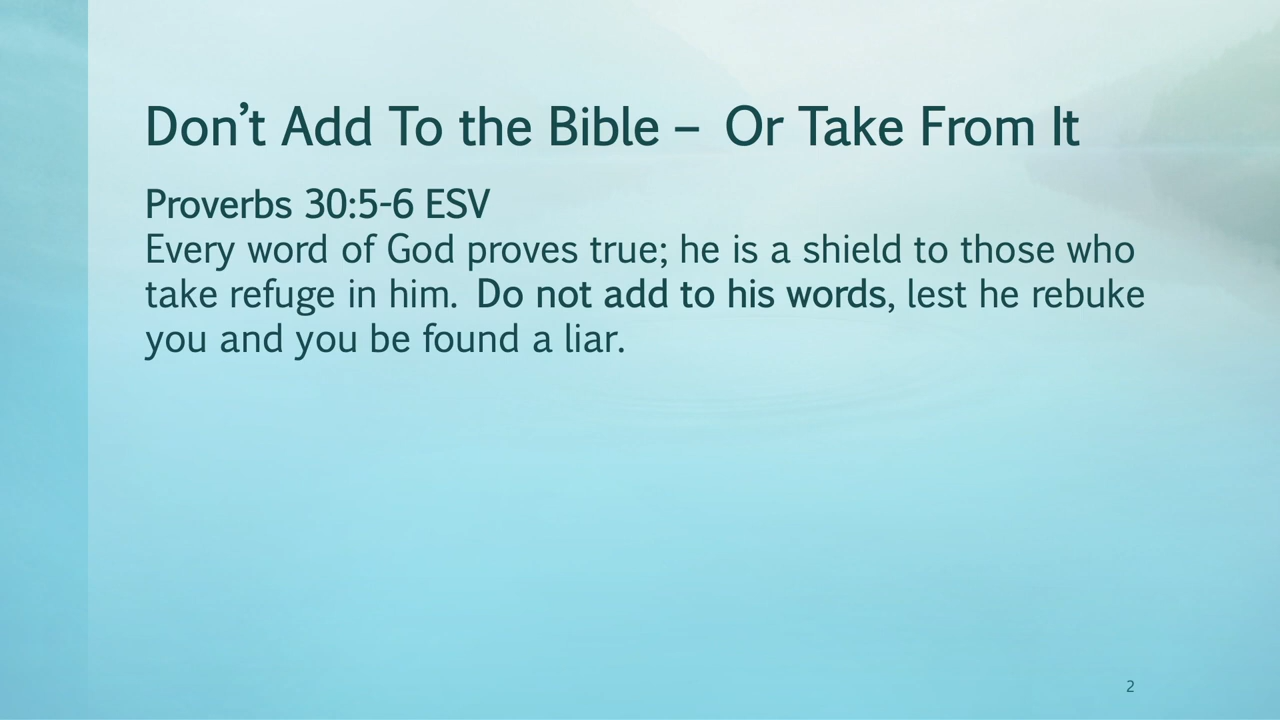 Don’t Add To the Bible – Or Take From It
Proverbs 30:5-6 ESV
Every word of God proves true; he is a shield to those who
take refuge in him. Do not add to his words, lest he rebuke
you and you be found a liar.
2